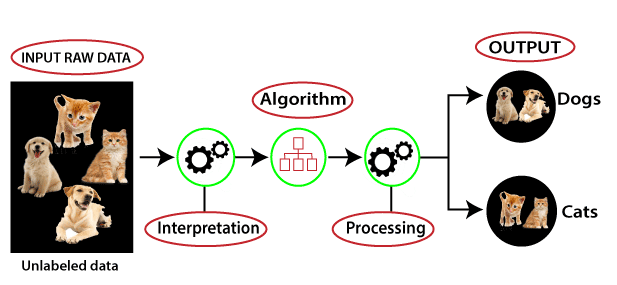 INPUT RAW DATA
Unlabeled data
Interpretation
Algorithm
Processing
OUTPUT
Dogs
Cats